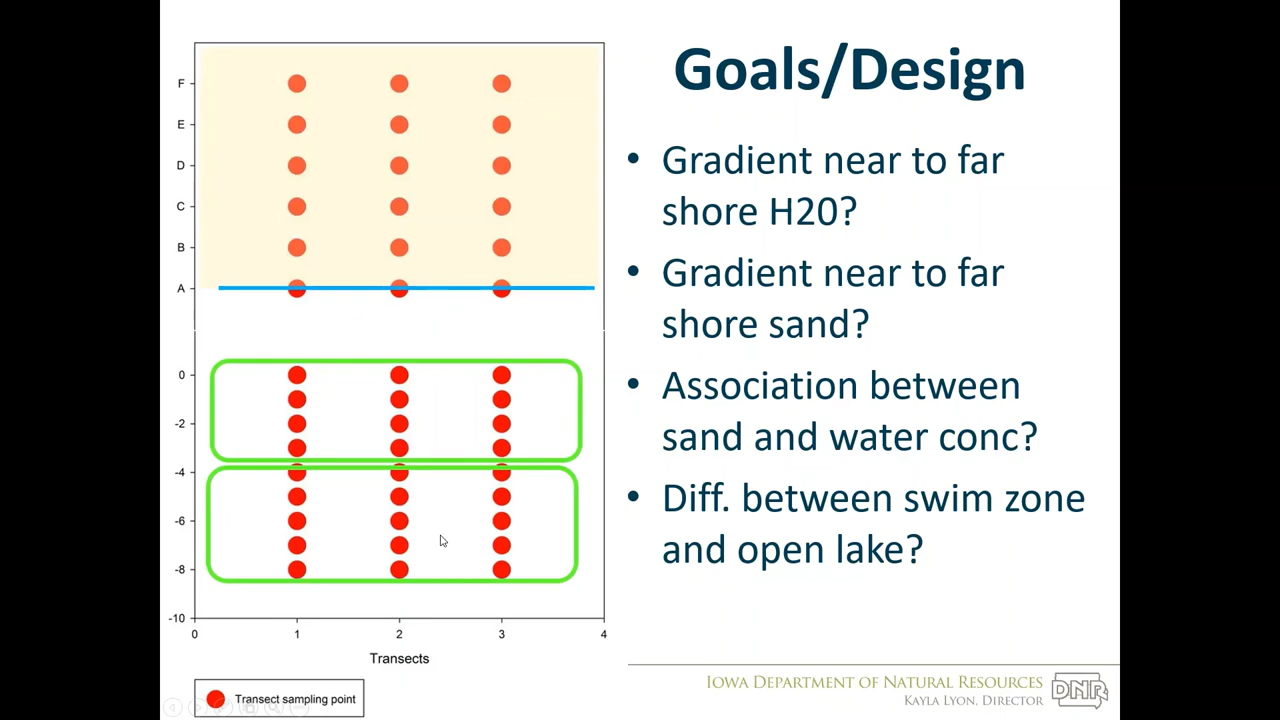 Goals/Design
• Gradient near to far
shore H20?
• Gradient near to far
shore sand?
• Association between
sand and water conc?
• Diff. between swim zone
and open lake?
F
E
D
C
B
A
0
-2
-4
-6
-8
-10
0 1 2 3 4
Transects
Transect sampling point
IOWA DEPARTMENT OF NATURAL RESOURCES
KAYLA LYON, DIRECTOR
DNR